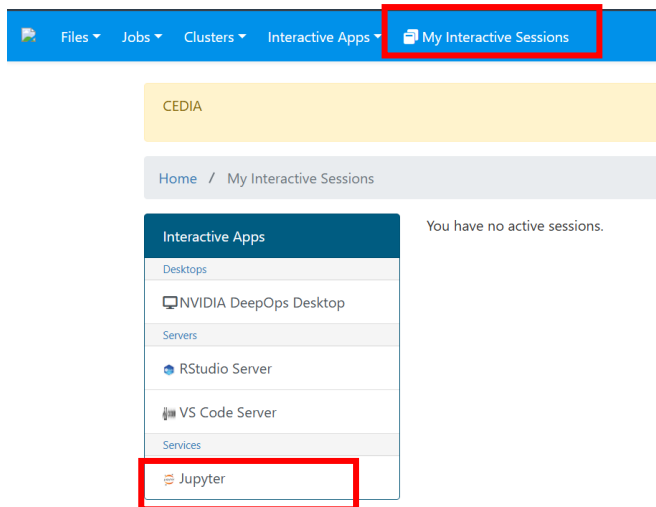 Files Jobs Clusters Interactive Apps My Interactive Sessions
CEDIA
Home / My Interactive Sessions
Interactive Apps
You have no active sessions.
Desktops
NVIDIA DeepOps Desktop
Servers
RStudio Server
VS Code Server
Services
Jupyter